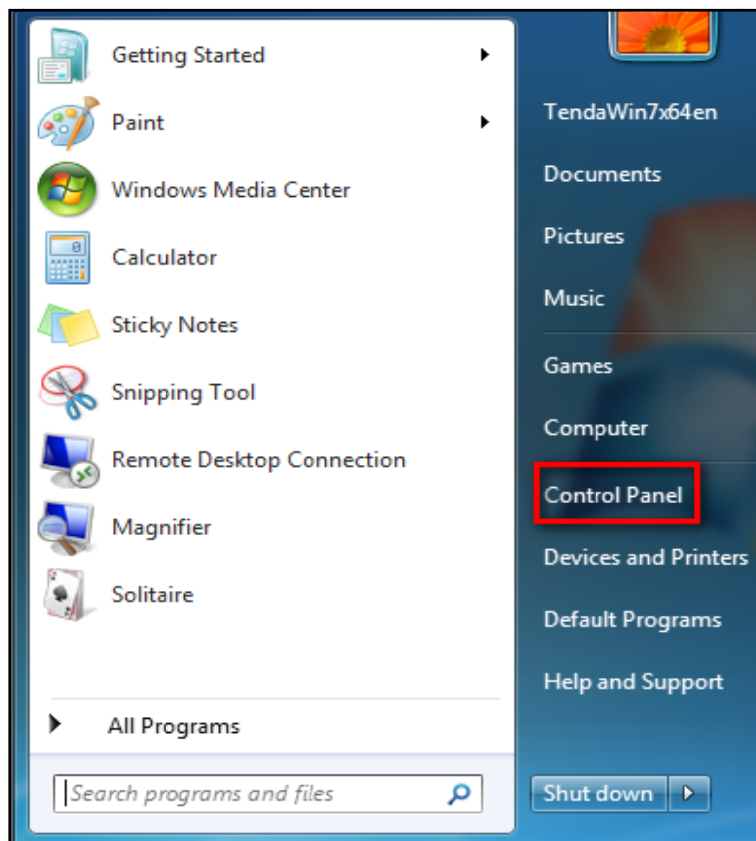 Getting Started
Paint
Windows Media Center
Calculator
Sticky Notes
Snipping Tool
Remote Desktop Connection
Magnifier
Solitaire
All Programs
Search programs and files
TendaWin7x64en
Documents
Pictures
Music
Games
Computer
Control Panel
Devices and Printers
Default Programs
Help and Support
Shut down